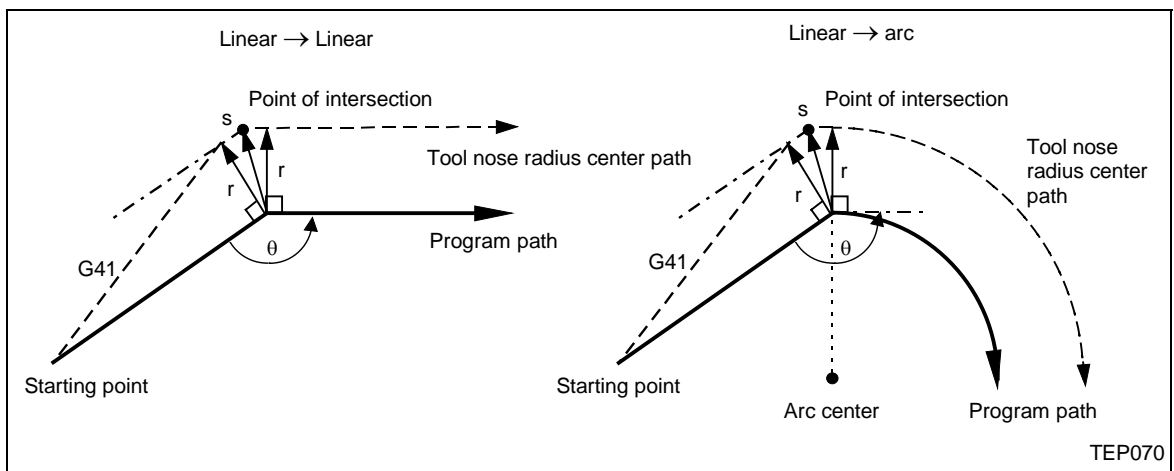 Linear → Linear
s
Point of intersection
r
r
Tool nose radius center path
Program path
θ
G41
Starting point
Linear → arc
s
Point of intersection
r
r
Tool nose
radius center
path
θ
G41
Starting point
Arc center
Program path
TEP070